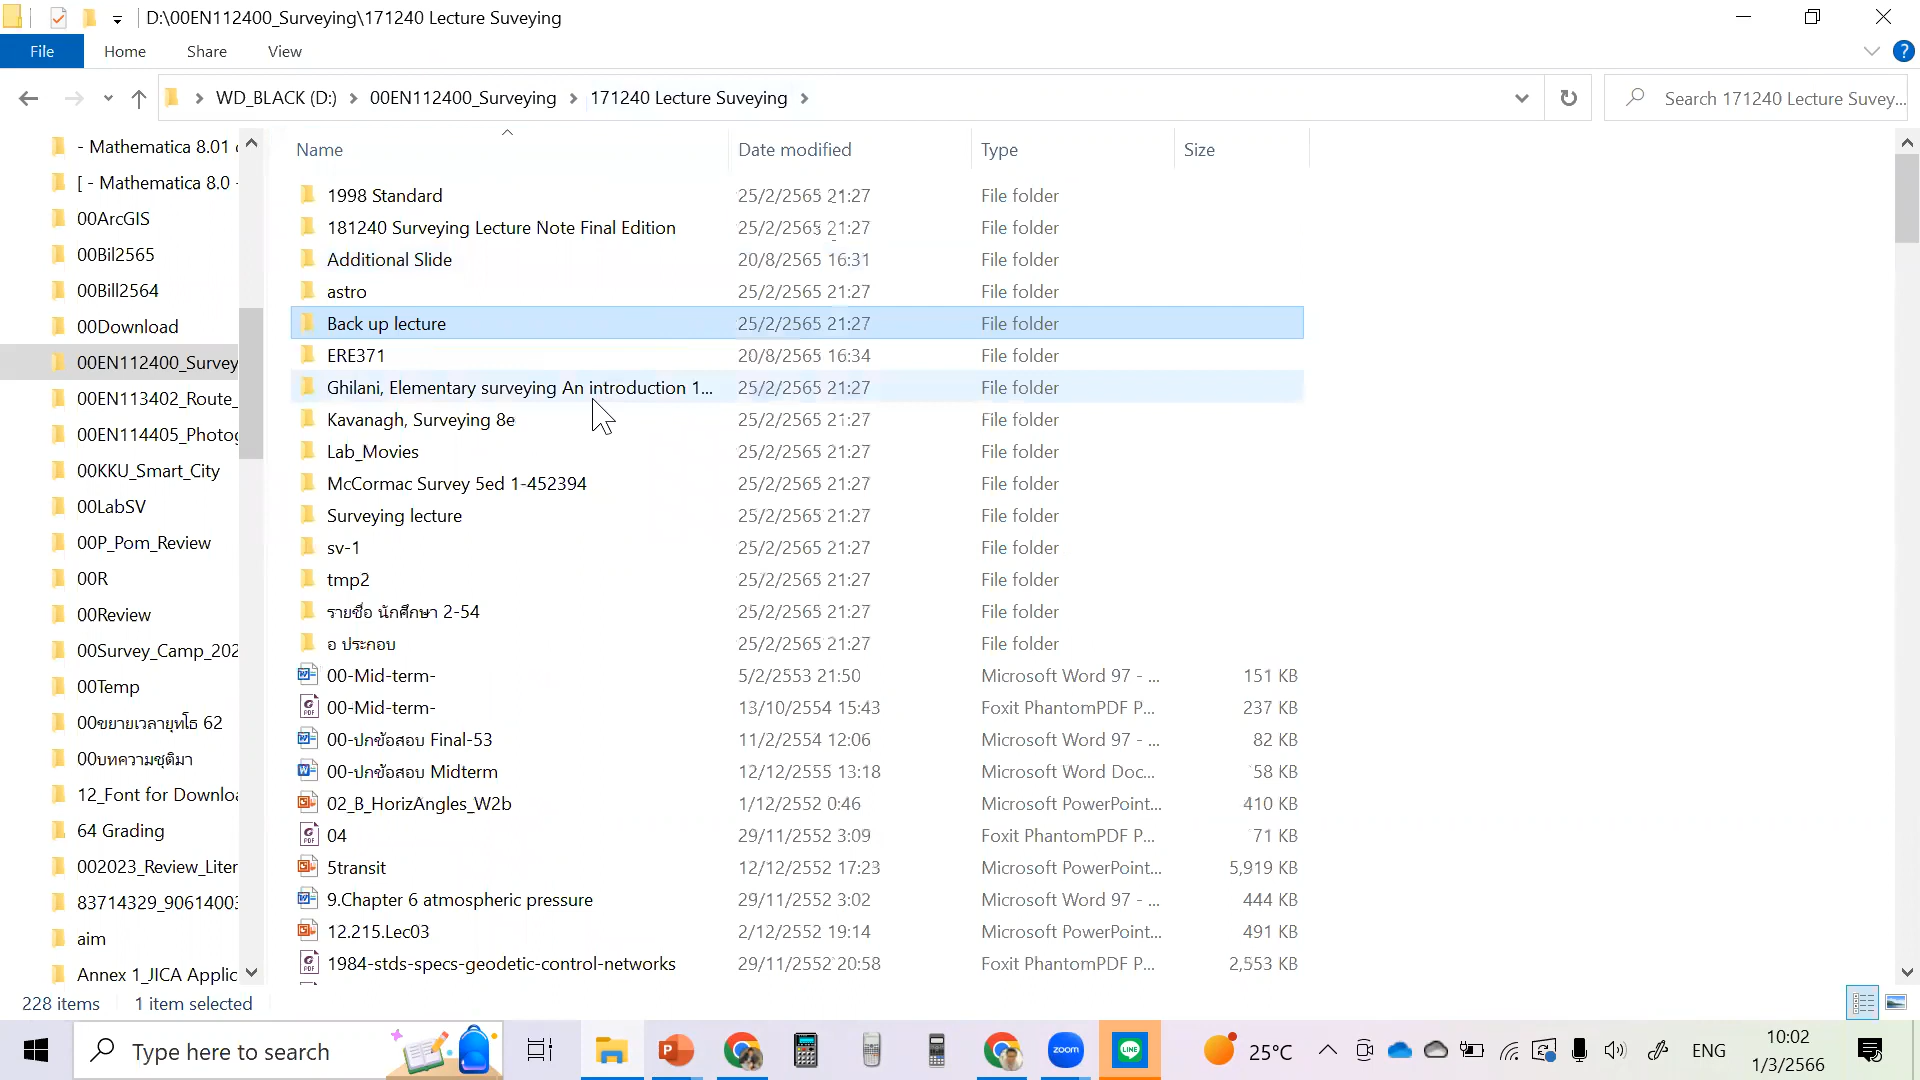 D:\00EN112400_Surveying\171240 Lecture Suveying
File Home Share View
WD_BLACK (D:) 00EN112400_Surveying 171240 Lecture Suveying Search 171240 Lecture Suvey...
- Mathematica 8.01
[ - Mathematica 8.0 -
00ArcGIS
00Bil2565
00Bill2564
00Download
00EN112400_Survey
00EN113402_Route_
00EN114405_Photog
00KKU_Smart_City
00LabSV
00P_Pom_Review
00R
00Review
00Survey_Camp_202
00Temp
00ขยายเวลายุทโธ 62
00บทความชุติมา
12_Font for Downloa
64 Grading
002023_Review_Liter
83714329_90614003
aim
Annex 1_JICA Applic
Name Date modified Type Size
1998 Standard 25/2/2565 21:27 File folder
181240 Surveying Lecture Note Final Edition 25/2/2565 21:27 File folder
Additional Slide 20/8/2565 16:31 File folder
astro 25/2/2565 21:27 File folder
Back up lecture 25/2/2565 21:27 File folder
ERE371 20/8/2565 16:34 File folder
Ghilani, Elementary surveying An introduction 1... 25/2/2565 21:27 File folder
Kavanagh, Surveying 8e 25/2/2565 21:27 File folder
Lab_Movies 25/2/2565 21:27 File folder
McCormac Survey 5ed 1-452394 25/2/2565 21:27 File folder
Surveying lecture 25/2/2565 21:27 File folder
sv-1 25/2/2565 21:27 File folder
tmp2 25/2/2565 21:27 File folder
รายชื่อ นักศึกษา 2-54 25/2/2565 21:27 File folder
อ ประกอบ 25/2/2565 21:27 File folder
00-Mid-term- 5/2/2553 21:50 Microsoft Word 97 - ... 151 KB
00-Mid-term- 13/10/2554 15:43 Foxit PhantomPDF P... 237 KB
00-ปกข้อสอบ Final-53 11/2/2554 12:06 Microsoft Word 97 - ... 82 KB
00-ปกข้อสอบ Midterm 12/12/2555 13:18 Microsoft Word Doc... 58 KB
02_B_HorizAngles_W2b 1/12/2552 0:46 Microsoft PowerPoint... 410 KB
04 29/11/2552 3:09 Foxit PhantomPDF P... 71 KB
5transit 12/12/2552 17:23 Microsoft PowerPoint... 5,919 KB
9.Chapter 6 atmospheric pressure 29/11/2552 3:02 Microsoft Word 97 - ... 444 KB
12.215.Lec03 2/12/2552 19:14 Microsoft PowerPoint... 491 KB
1984-stds-specs-geodetic-control-networks 29/11/2552 20:58 Foxit PhantomPDF P... 2,553 KB
228 items 1 item selected
Type here to search zoom LINE 25°C ENG 10:02
1/3/2566